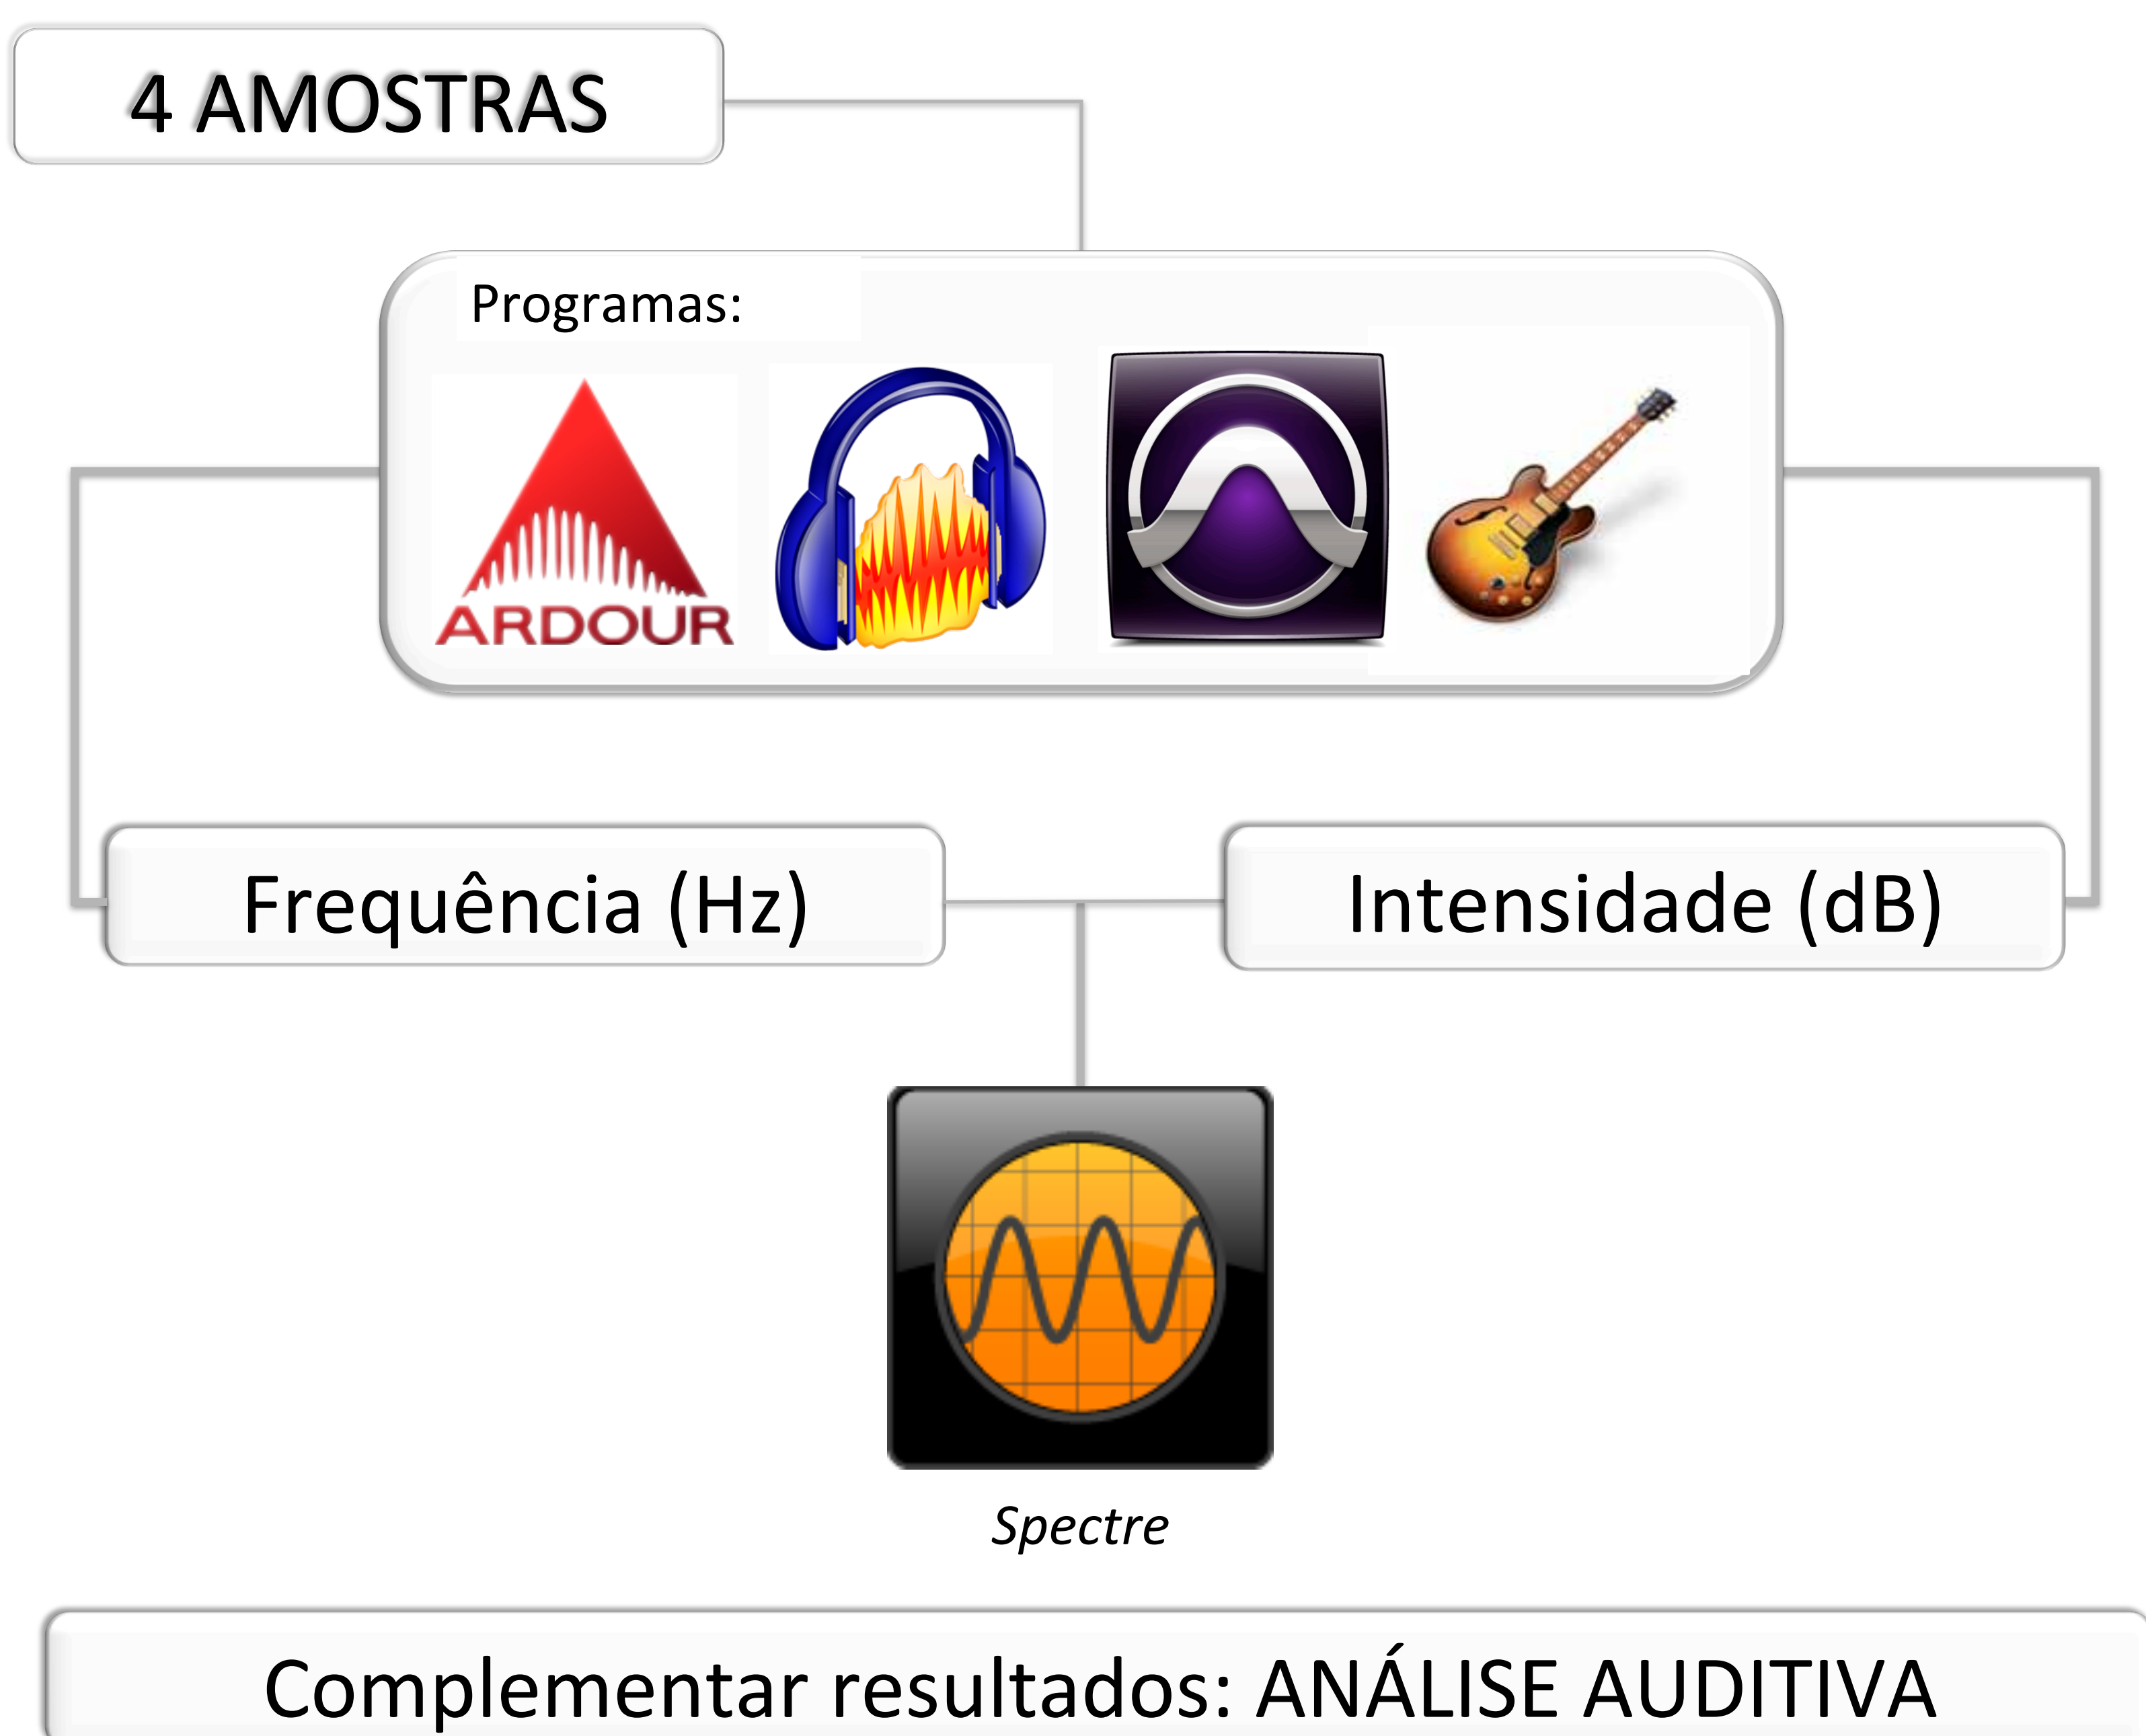 4 AMOSTRAS
Programas:
ARDOUR
Frequência (Hz)
Intensidade (dB)
Spectre
Complementar resultados: ANÁLISE AUDITIVA